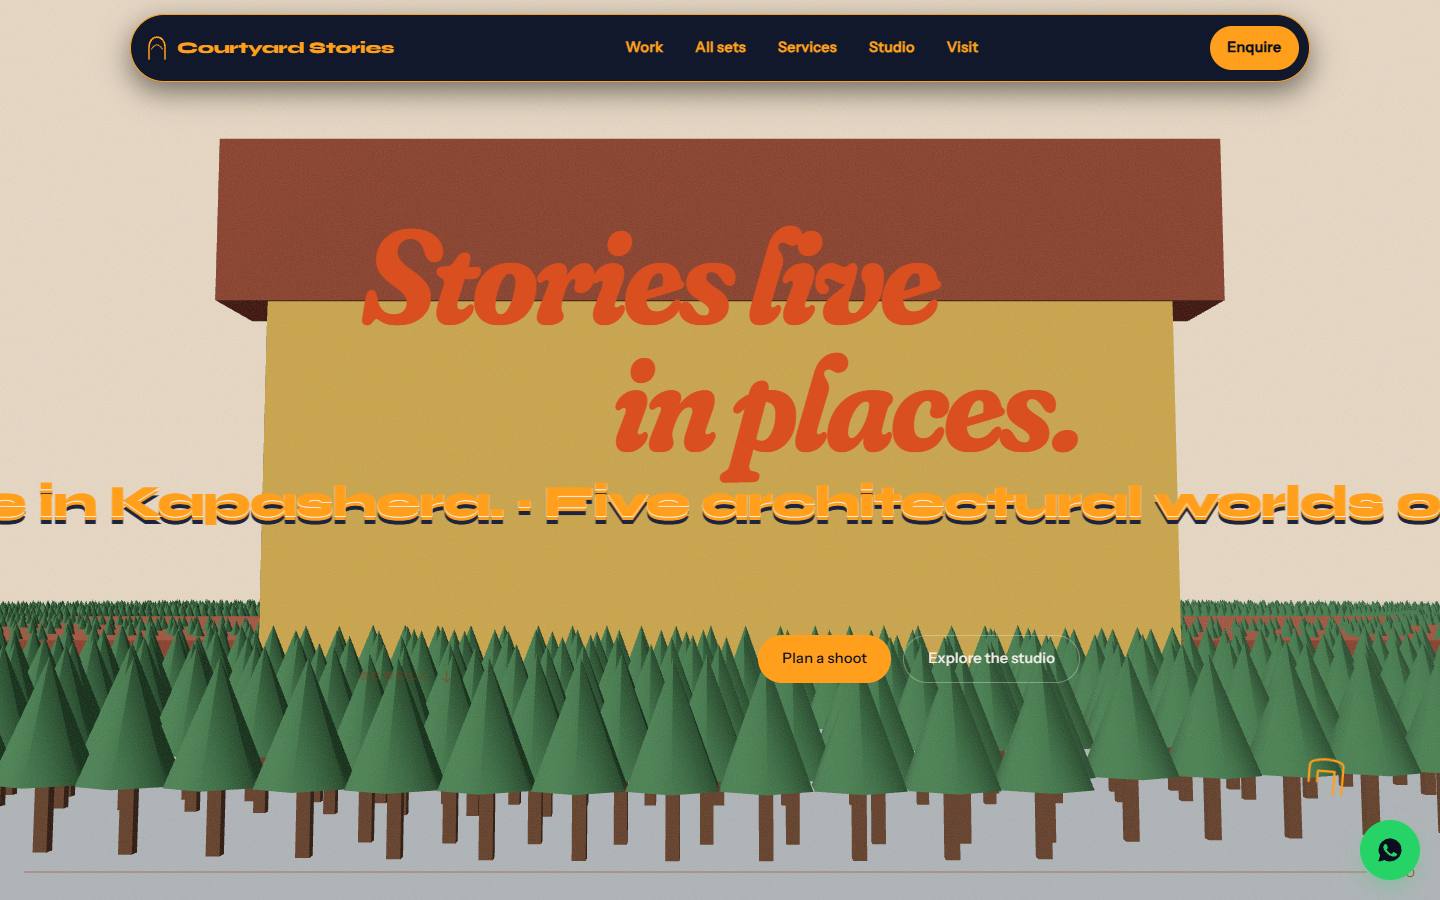 Courtyard Stories
Work
All sets
Services
Studio
Visit
Enquire
Stories live
in places.
in Kapashera. · Five architectural worlds
Plan a shoot
Explore the studio